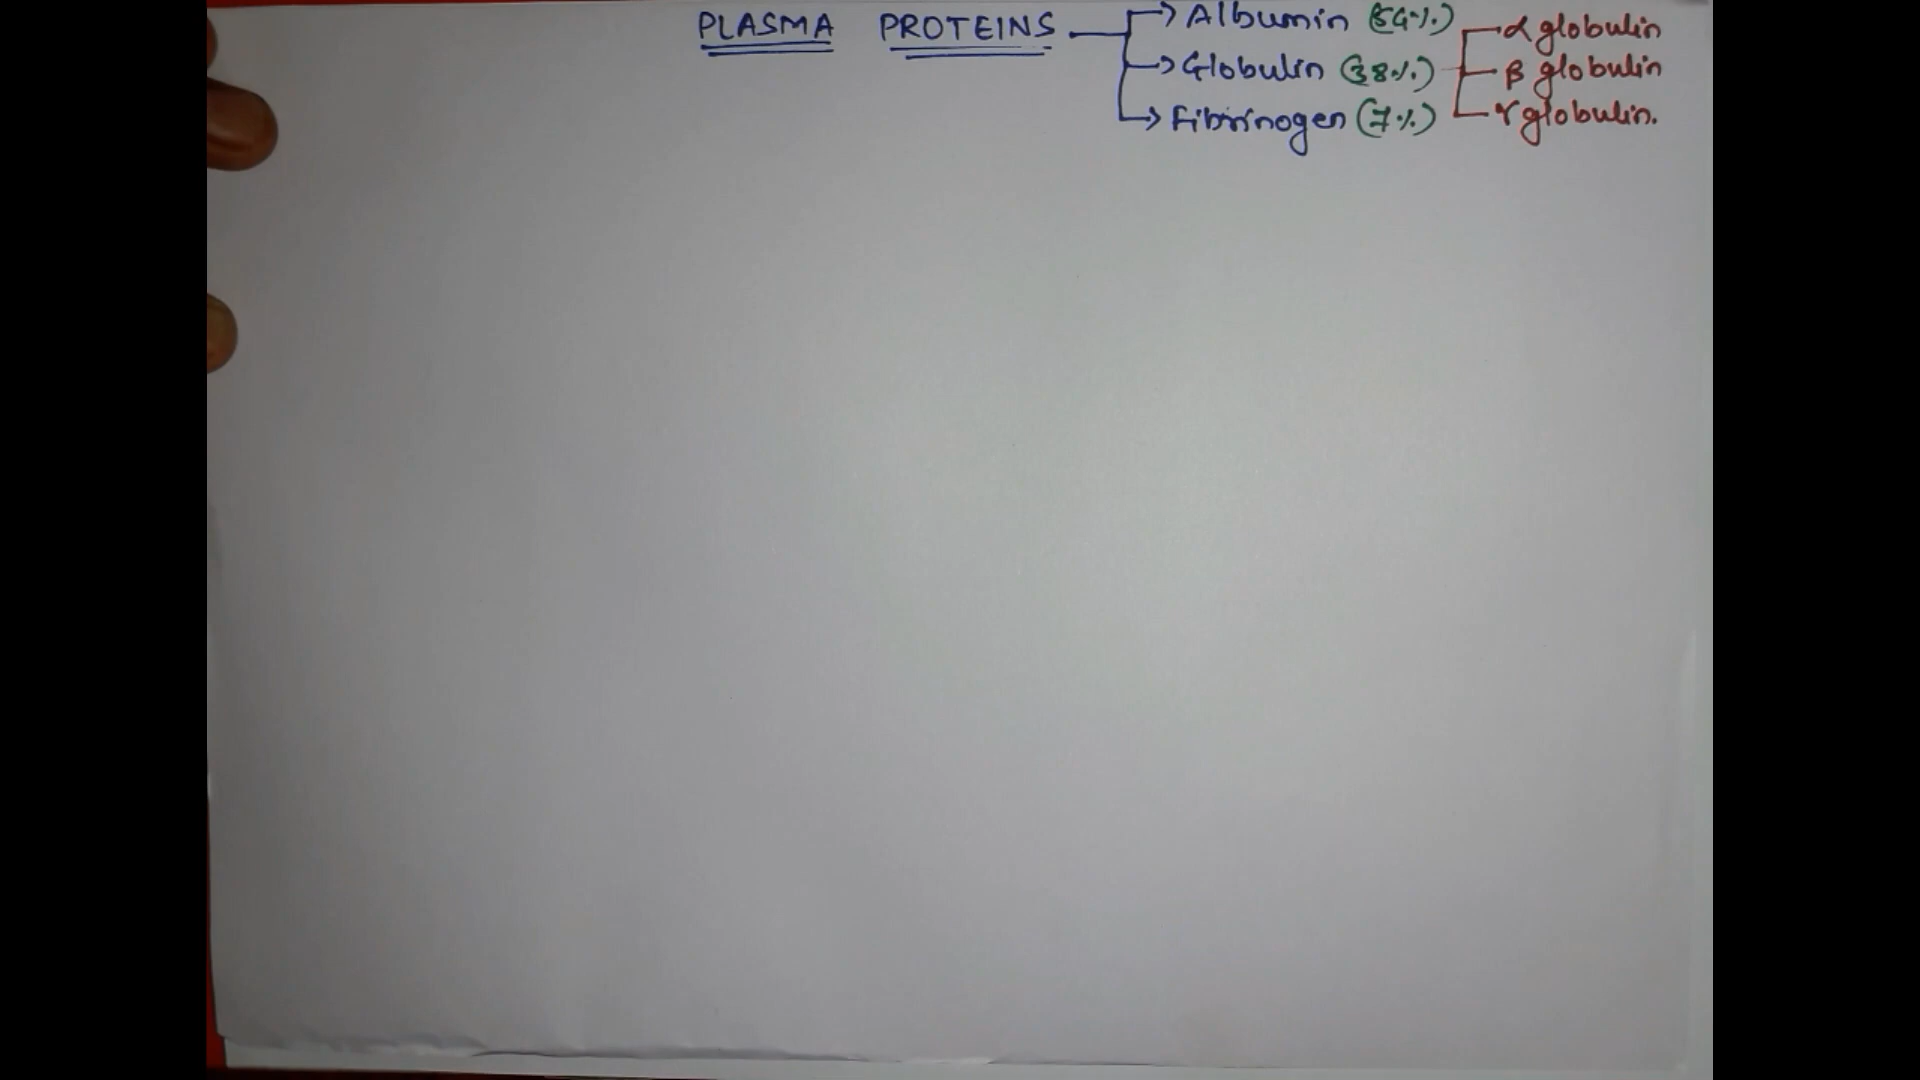 PLASMA PROTEINS → Albumin (54%) α globulin
→ Globulin (38%) β globulin
→ Fibrinogen (7%) γ globulin.